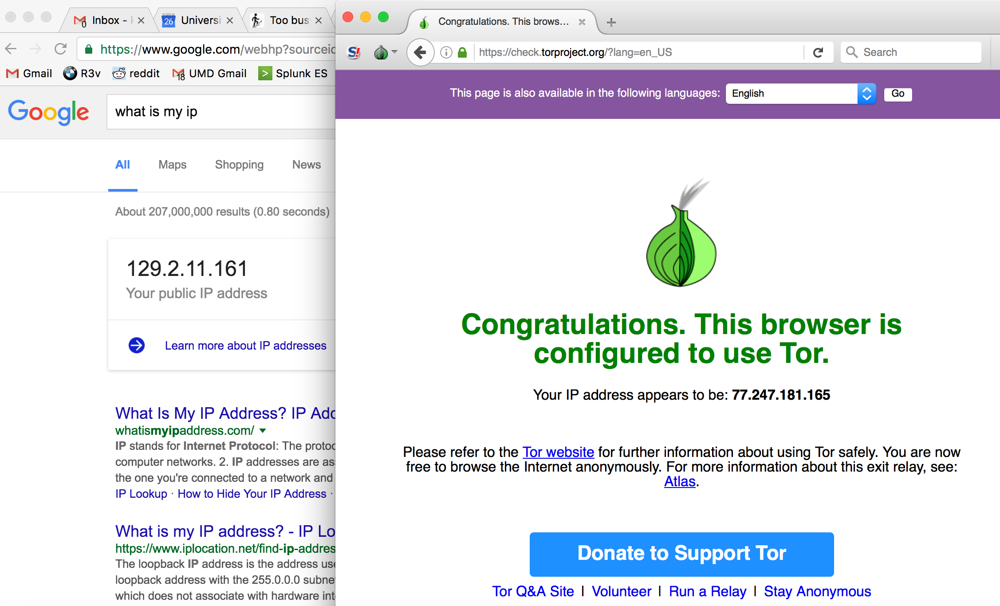 Inbox -
26 Universi
Too bus
https://www.google.com/webhp?sourceid
Gmail R3v reddit 18 UMD Gmail > Splunk ES
Google what is my ip
All Maps Shopping News
About 207,000,000 results (0.80 seconds)
129.2.11.161
Your public IP address
Learn more about IP addresses
What Is My IP Address? IP Add
whatismyipaddress.com/
IP stands for Internet Protocol: The protoc
computer networks. 2. IP addresses are as
the one you're connected to a network and
IP Lookup · How to Hide Your IP Address ·
What is my IP address? - IP Lo
https://www.iplocation.net/find-ip-addres
The loopback IP address is the address use
loopback address with the 255.0.0.0 subne
which does not associate with hardware int
Congratulations. This brows...
S! https://check.torproject.org/?lang=en_US Search
This page is also available in the following languages: English Go
Congratulations. This browser is
configured to use Tor.
Your IP address appears to be: 77.247.181.165
Please refer to the Tor website for further information about using Tor safely. You are now
free to browse the Internet anonymously. For more information about this exit relay, see:
Atlas.
Donate to Support Tor
Tor Q&A Site | Volunteer | Run a Relay | Stay Anonymous